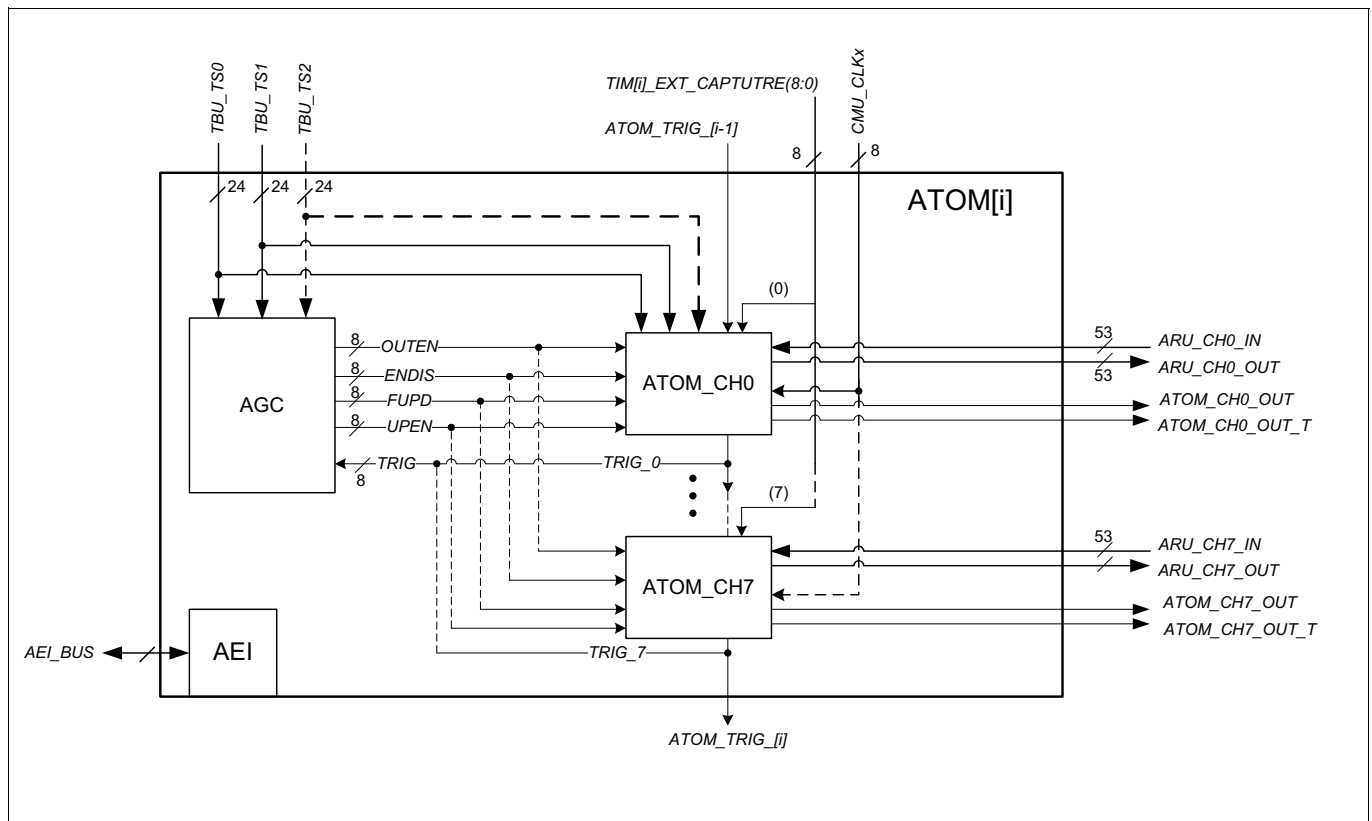 TBU_TS0
TBU_TS1
TBU_TS2
TIM[i]_EXT_CAPTUTRE(8:0)
CMU_CLKx
ATOM_TRIG_[i-1]
8
8
24
24
24
ATOM[i]
(0)
8
OUTEN
8
ENDIS
8
FUPD
8
UPEN
AGC
ATOM_CH0
53
ARU_CH0_IN
ARU_CH0_OUT
53
ATOM_CH0_OUT
ATOM_CH0_OUT_T
TRIG
8
TRIG_0
(7)
ATOM_CH7
53
ARU_CH7_IN
ARU_CH7_OUT
ATOM_CH7_OUT
ATOM_CH7_OUT_T
AEI_BUS
AEI
TRIG_7
ATOM_TRIG_[i]